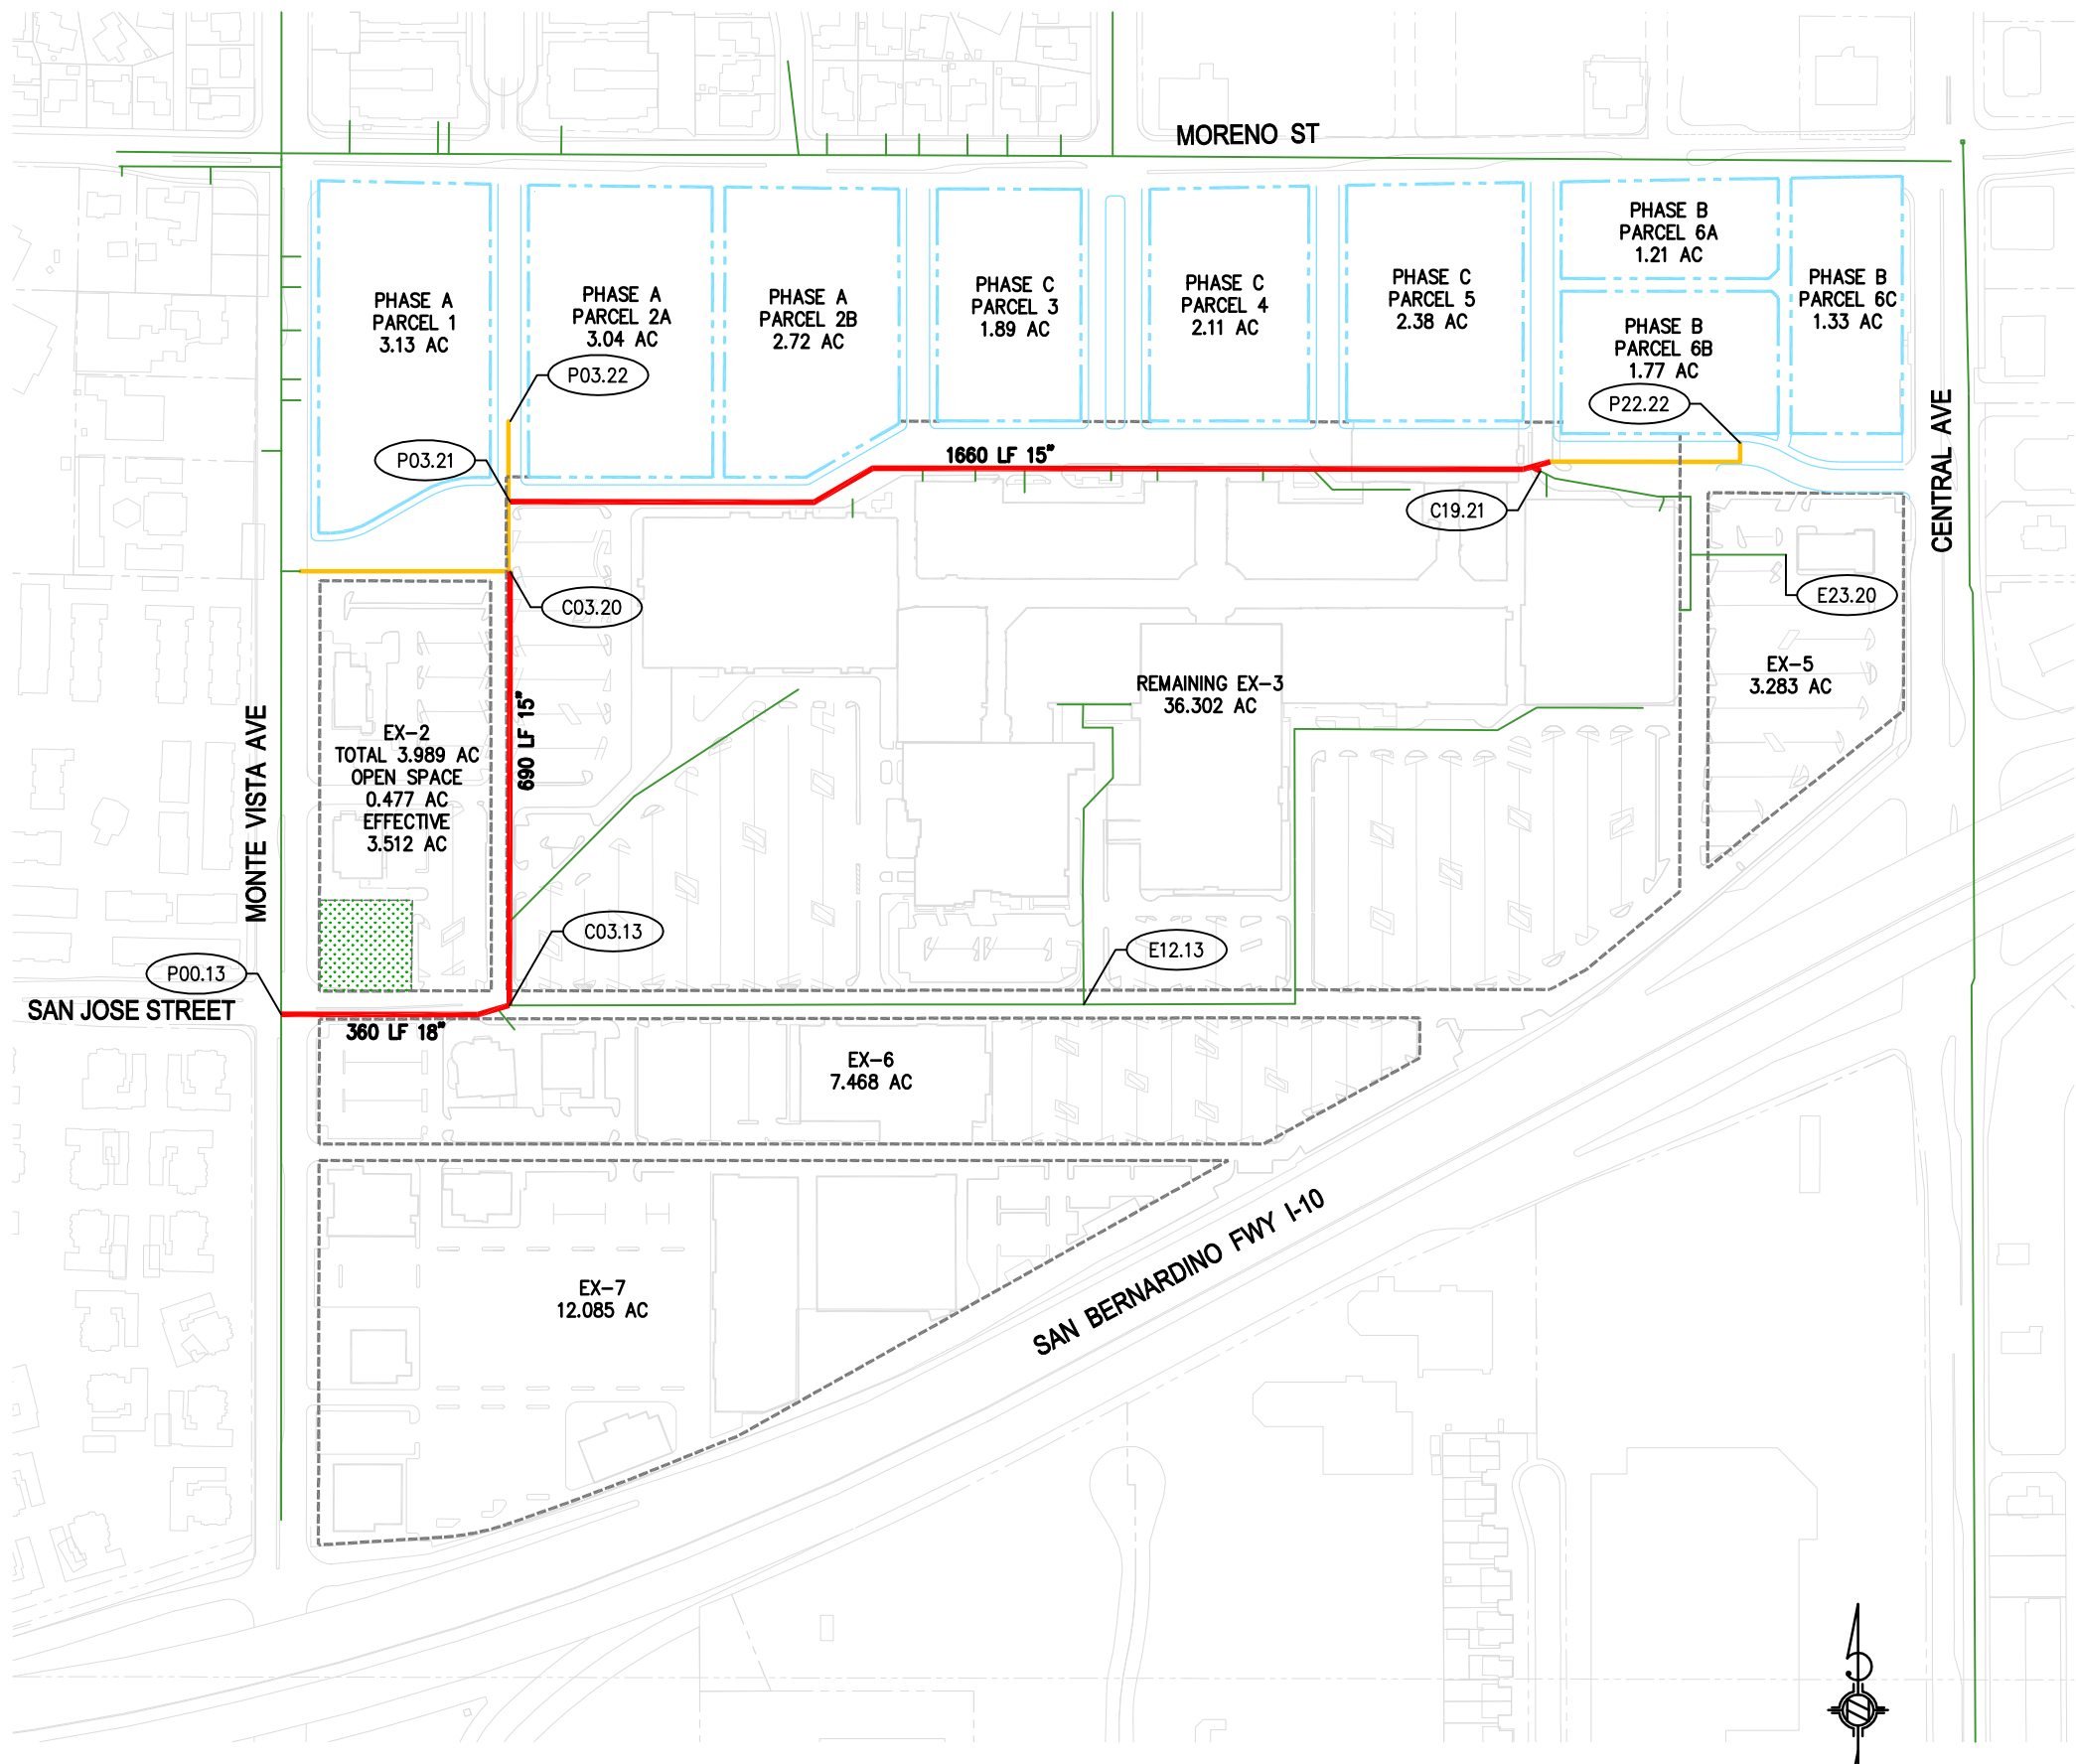 MORENO ST
PHASE A
PARCEL 1
3.13 AC
PHASE A
PARCEL 2A
3.04 AC
PHASE A
PARCEL 2B
2.72 AC
PHASE C
PARCEL 3
1.89 AC
PHASE C
PARCEL 4
2.11 AC
PHASE C
PARCEL 5
2.38 AC
PHASE B
PARCEL 6A
1.21 AC
PHASE B
PARCEL 6B
1.77 AC
PHASE B
PARCEL 6C
1.33 AC
P03.22
P22.22
P03.21
1660 LF 15"
C19.21
CENTRAL AVE
C03.20
E23.20
EX-5
3.283 AC
REMAINING EX-3
36.302 AC
690 LF 15"
EX-2
TOTAL 3.989 AC
OPEN SPACE
0.477 AC
EFFECTIVE
3.512 AC
MONTE VISTA AVE
C03.13
E12.13
P00.13
SAN JOSE STREET
360 LF 18"
EX-6
7.468 AC
EX-7
12.085 AC
SAN BERNARDINO FWY I-10